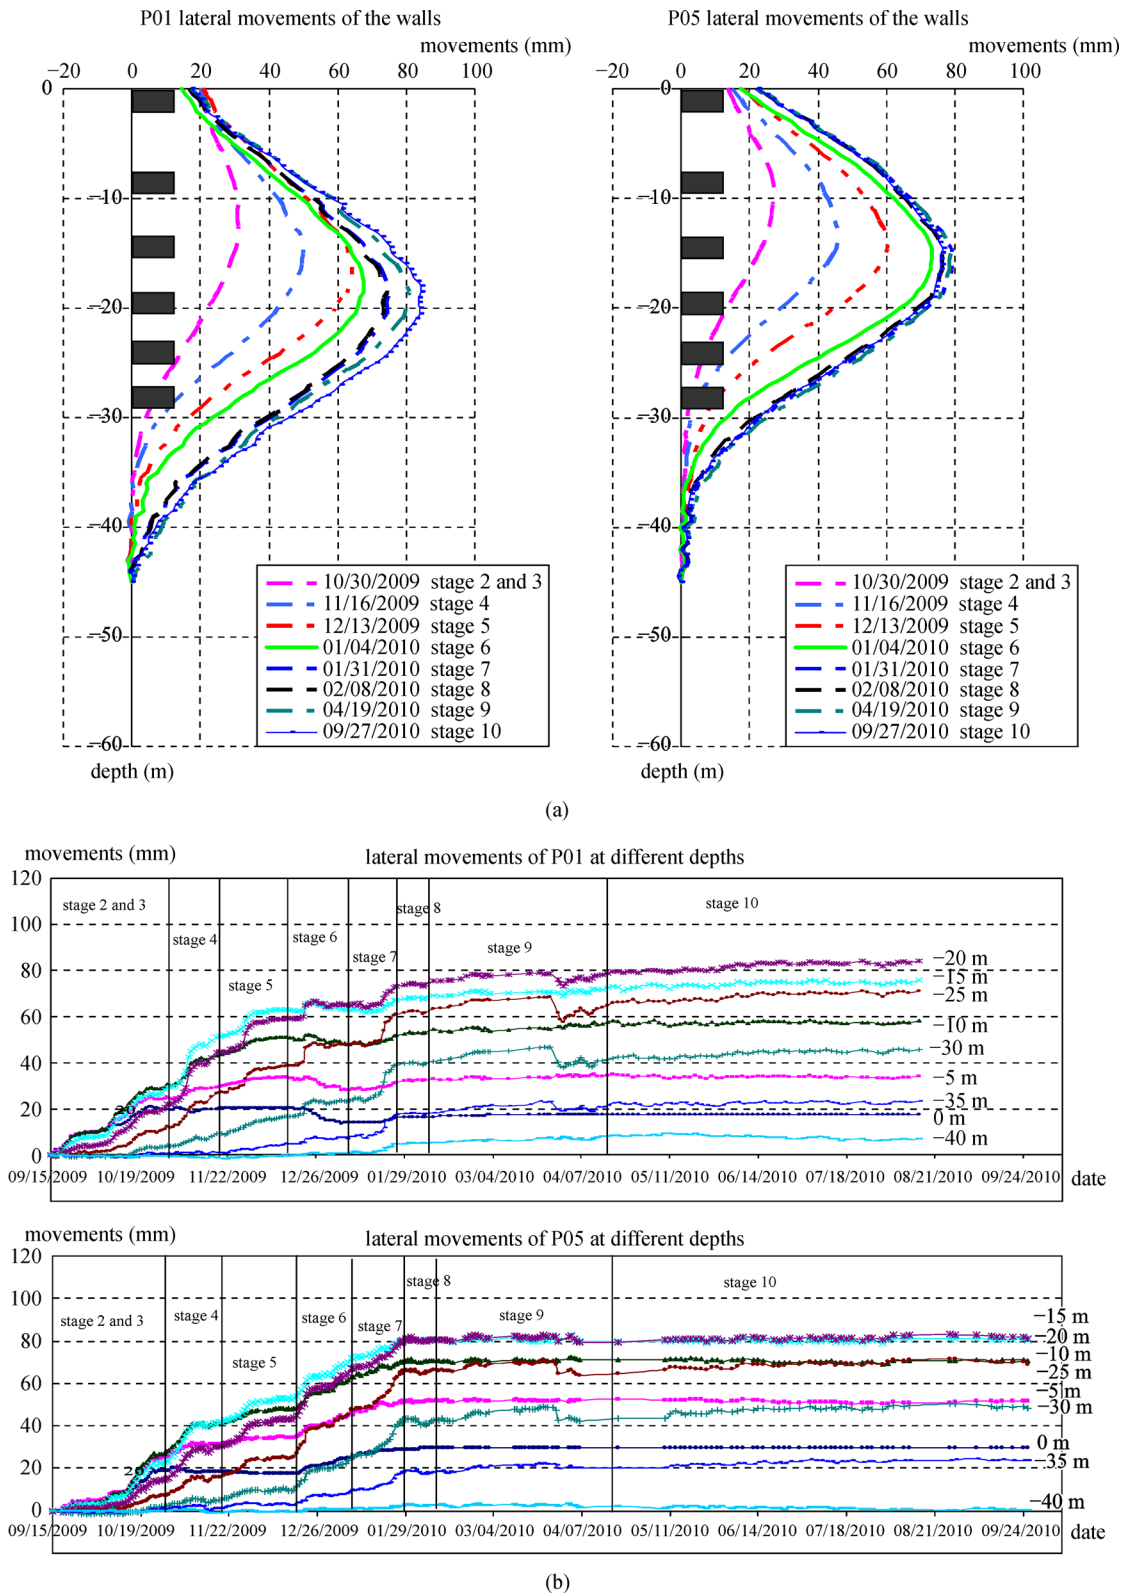 P01 lateral movements of the walls
movements (mm)
−20 0 20 40 60 80 100
0
−10
−20
−30
−40
−50
−60
depth (m)
10/30/2009 stage 2 and 3
11/16/2009 stage 4
12/13/2009 stage 5
01/04/2010 stage 6
01/31/2010 stage 7
02/08/2010 stage 8
04/19/2010 stage 9
09/27/2010 stage 10
P05 lateral movements of the walls
movements (mm)
−20 0 20 40 60 80 100
0
−10
−20
−30
−40
−50
−60
depth (m)
10/30/2009 stage 2 and 3
11/16/2009 stage 4
12/13/2009 stage 5
01/04/2010 stage 6
01/31/2010 stage 7
02/08/2010 stage 8
04/19/2010 stage 9
09/27/2010 stage 10
(a)
movements (mm)
lateral movements of P01 at different depths
120
100
80
60
40
20
0
stage 2 and 3
stage 4
stage 5
stage 6
stage 7
stage 8
stage 9
stage 10
20
−20 m
−15 m
−25 m
−10 m
−30 m
−5 m
−35 m
0 m
−40 m
09/15/2009 10/19/2009 11/22/2009 12/26/2009 01/29/2010 03/04/2010 04/07/2010 05/11/2010 06/14/2010 07/18/2010 08/21/2010 09/24/2010 date
movements (mm)
lateral movements of P05 at different depths
120
100
80
60
40
20
0
stage 2 and 3
stage 4
stage 5
stage 6
stage 7
stage 8
stage 9
stage 10
20
−15 m
−20 m
−10 m
−25 m
−5 m
−30 m
0 m
−35 m
−40 m
09/15/2009 10/19/2009 11/22/2009 12/26/2009 01/29/2010 03/04/2010 04/07/2010 05/11/2010 06/14/2010 07/18/2010 08/21/2010 09/24/2010 date
(b)